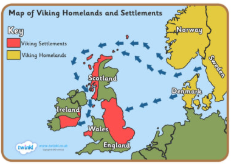 Map of Viking Homelands and Settlements
Key
Viking Settlements
Viking Homelands
Norway
Sweden
Scotland
Denmark
Ireland
Wales
England
twinkl